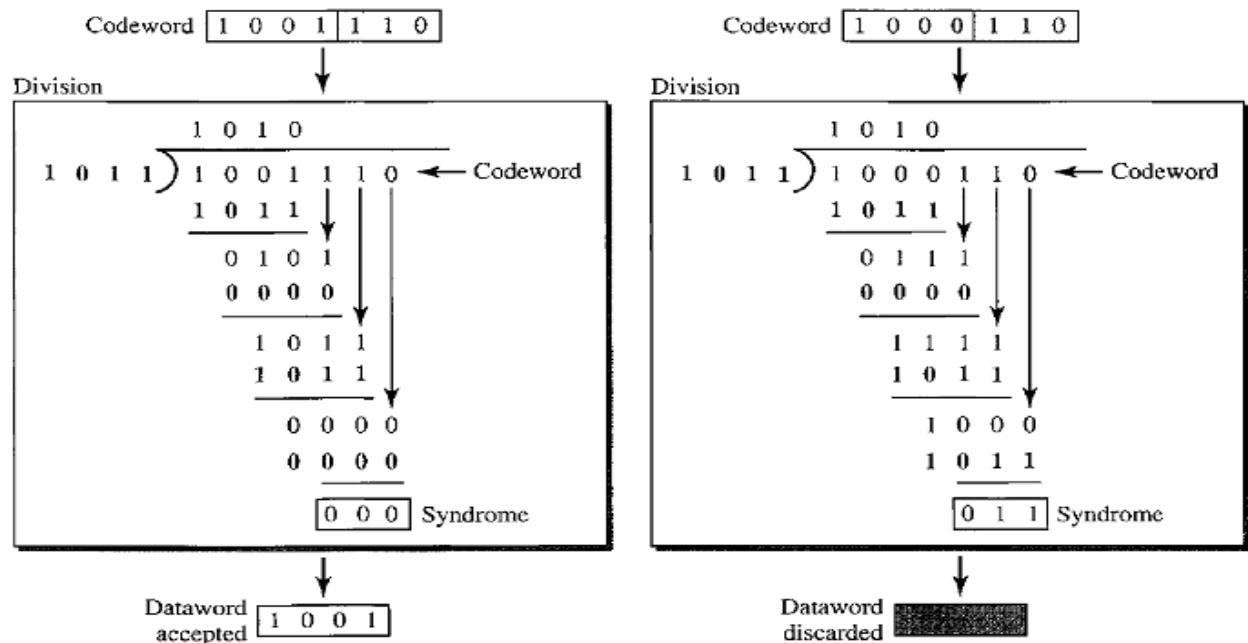 Codeword 1 0 0 1 1 1 0
Division
1 0 1 0
1 0 1 1 1 0 0 1 1 1 0 Codeword
1 0 1 1
0 1 0 1
0 0 0 0
1 0 1 1
1 0 1 1
0 0 0 0
0 0 0 0
0 0 0 Syndrome
Dataword
accepted 1 0 0 1
Codeword 1 0 0 0 1 1 0
Division
1 0 1 0
1 0 1 1 1 0 0 0 1 1 0 Codeword
1 0 1 1
0 1 1 1
0 0 0 0
1 1 1 1
1 0 1 1
1 0 0 0
1 0 1 1
0 1 1 Syndrome
Dataword
discarded